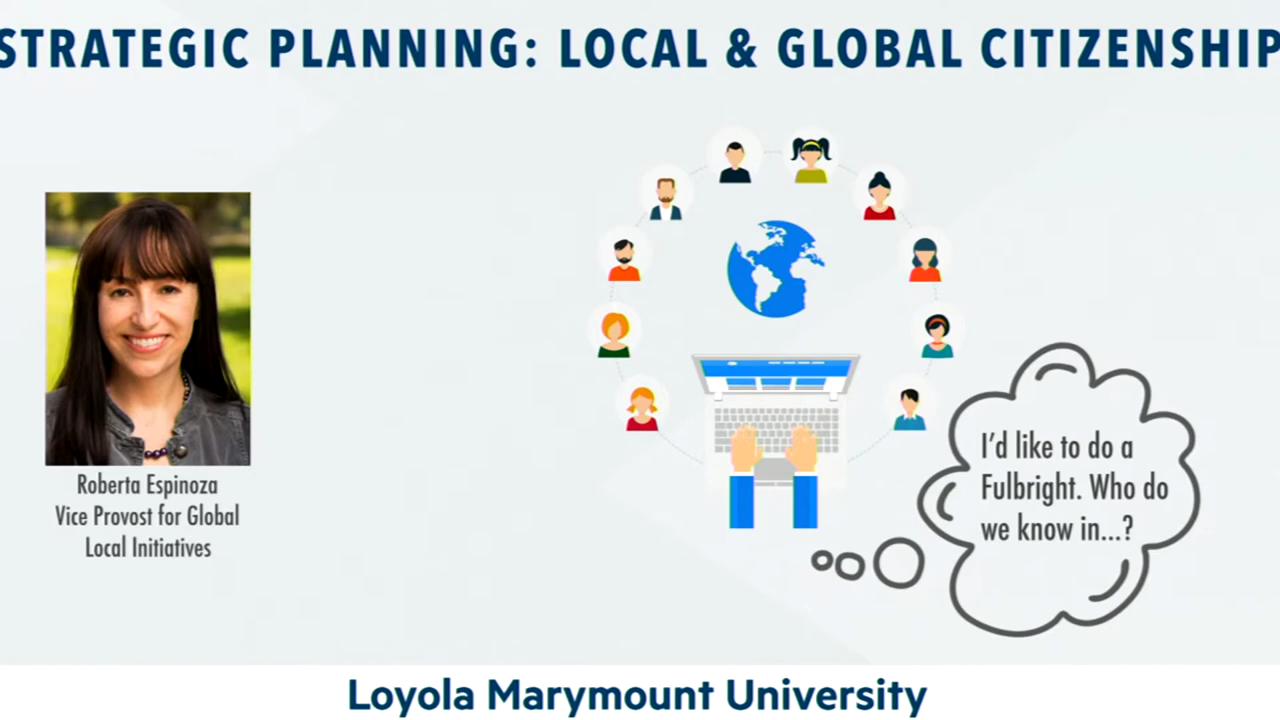 STRATEGIC PLANNING: LOCAL & GLOBAL CITIZENSHIP
Roberta Espinoza
Vice Provost for Global
Local Initiatives
I'd like to do a
Fulbright. Who do
we know in...?
Loyola Marymount University